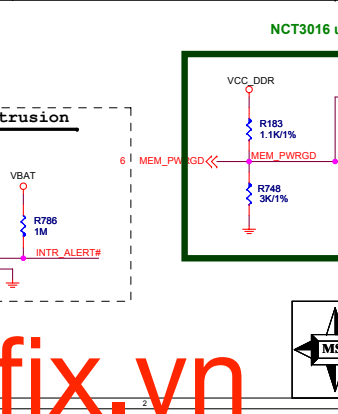 NCT3016 u
trusion
VCC_DDR
R183
1.1K/1%
6 MEM_PWRGD
MEM_PWRGD
VBAT
R748
3K/1%
R786
1M
INTR_ALERT#
MS
fix.vn
2